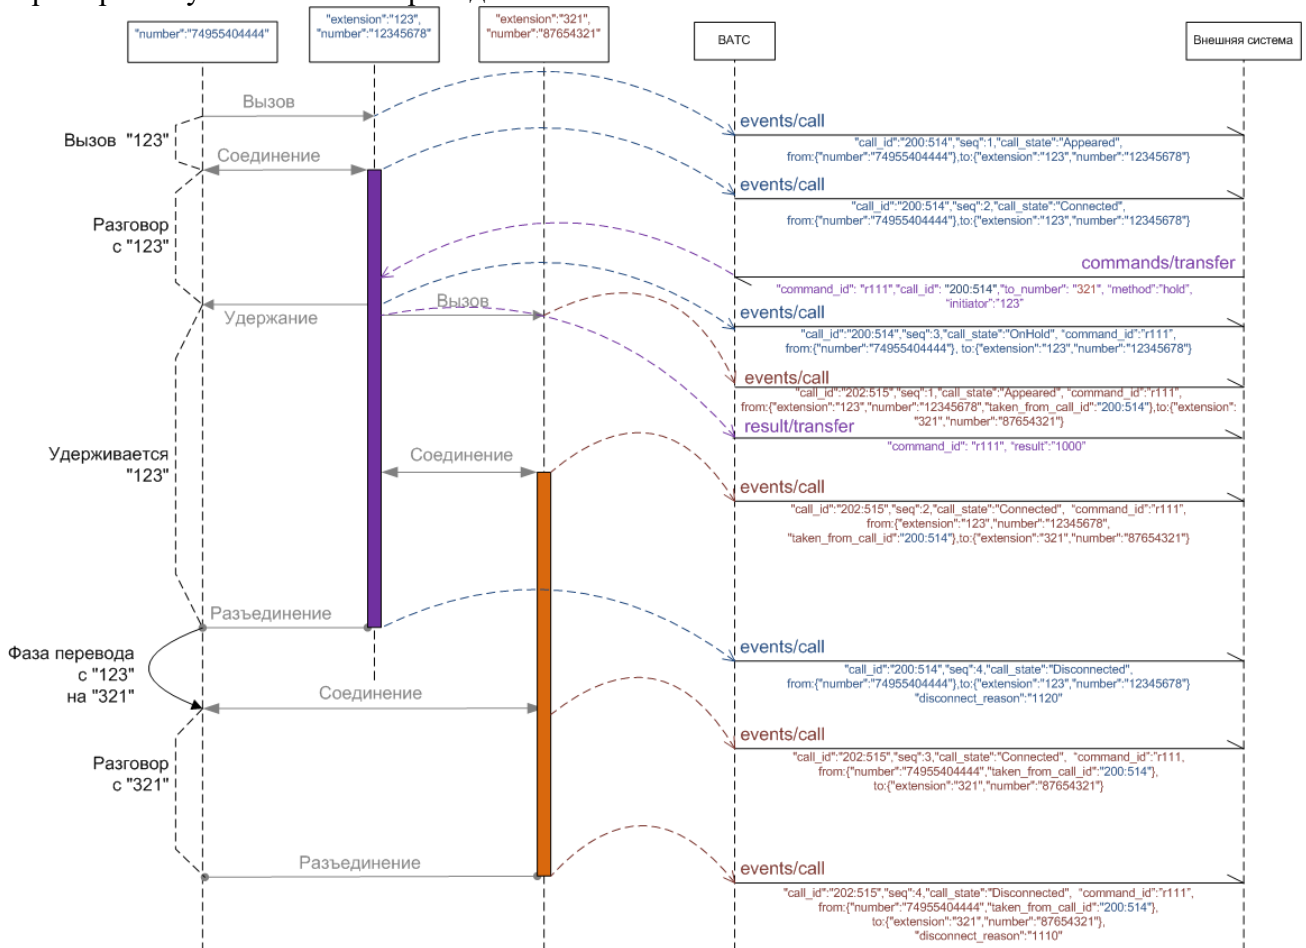 "number":"74955404444"
"extension":"123",
"number":"12345678"
"extension":"321",
"number":"87654321"
ВАТС
Внешняя система
Вызов
Вызов "123"
events/call
"call_id":"200:514","seq":1,"call_state":"Appeared",
from:{"number":"74955404444"},to:{"extension":"123","number":"12345678"}
Соединение
events/call
"call_id":"200:514","seq":2,"call_state":"Connected",
from:{"number":"74955404444"},to:{"extension":"123","number":"12345678"}
Разговор
с "123"
commands/transfer
"command_id": "r111","call_id": "200:514","to_number": "321", "method":"hold",
"initiator":"123"
Вызов
Удержание
events/call
"call_id":"200:514","seq":3,"call_state":"OnHold", "command_id":"r111",
from:{"number":"74955404444"}, to:{"extension":"123","number":"12345678"}
events/call
"call_id":"202:515","seq":1,"call_state":"Appeared", "command_id":"r111",
from:{"extension":"123","number":"12345678","taken_from_call_id":"200:514"},to:{"extension":
"321","number":"87654321"}
result/transfer
"command_id": "r111", "result":"1000"
Удерживается
"123"
Соединение
events/call
"call_id":"202:515","seq":2,"call_state":"Connected", "command_id":"r111",
from:{"extension":"123","number":"12345678",
"taken_from_call_id":"200:514"},to:{"extension":"321","number":"87654321"}
Разъединение
events/call
"call_id":"200:514","seq":4,"call_state":"Disconnected",
from:{"number":"74955404444"},to:{"extension":"123","number":"12345678"}
"disconnect_reason":"1120"
Фаза перевода
с "123"
на "321"
Соединение
events/call
"call_id":"202:515","seq":3,"call_state":"Connected", "command_id":"r111,
from:{"number":"74955404444","taken_from_call_id":"200:514"},
to:{"extension":"321","number":"87654321"}
Разговор
с "321"
Разъединение
events/call
"call_id":"202:515","seq":4,"call_state":"Disconnected", "command_id":"r111",
from:{"number":"74955404444","taken_from_call_id":"200:514"},
to:{"extension":"321","number":"87654321"},
"disconnect_reason":"1110"